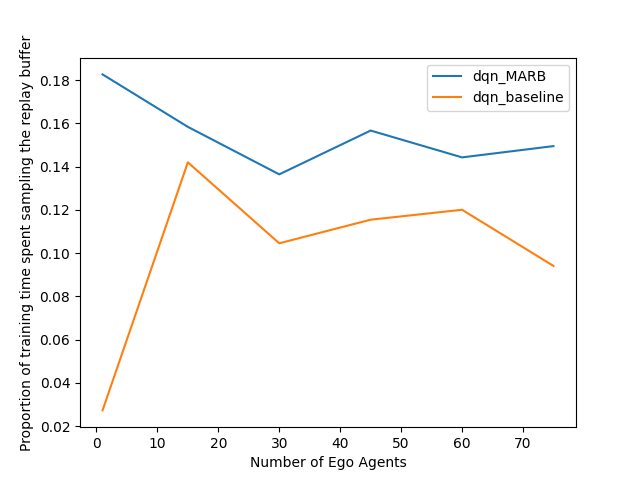 dqn_MARB
dqn_baseline
Proportion of training time spent sampling the replay buffer
0.18
0.16
0.14
0.12
0.10
0.08
0.06
0.04
0.02
0 10 20 30 40 50 60 70
Number of Ego Agents